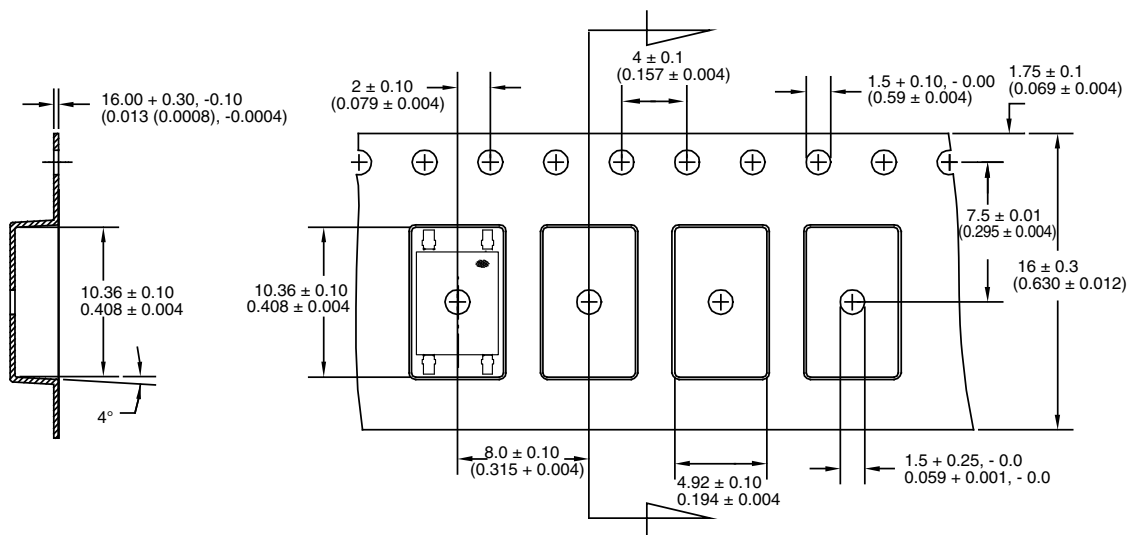 16.00 + 0.30, -0.10
(0.013 (0008), -0.0004)
2 ± 0.10
(0.079 ± 0.004)
4 ± 0.1
(0.157 ± 0.004)
1.5 + 0.10, - 0.00
(0.59 ± 0.004)
1.75 ± 0.1
(0.069 ± 0.004)
7.5 ± 0.01
(0.295 ± 0.004)
16 ± 0.3
(0.630 ± 0.012)
10.36 ± 0.10
0.408 ± 0.004
10.36 ± 0.10
0.408 ± 0.004
4°
8.0 ± 0.10
(0.315 + 0.004)
4.92 ± 0.10
0.194 ± 0.004
1.5 + 0.25, - 0.0
0.059 + 0.001, - 0.0